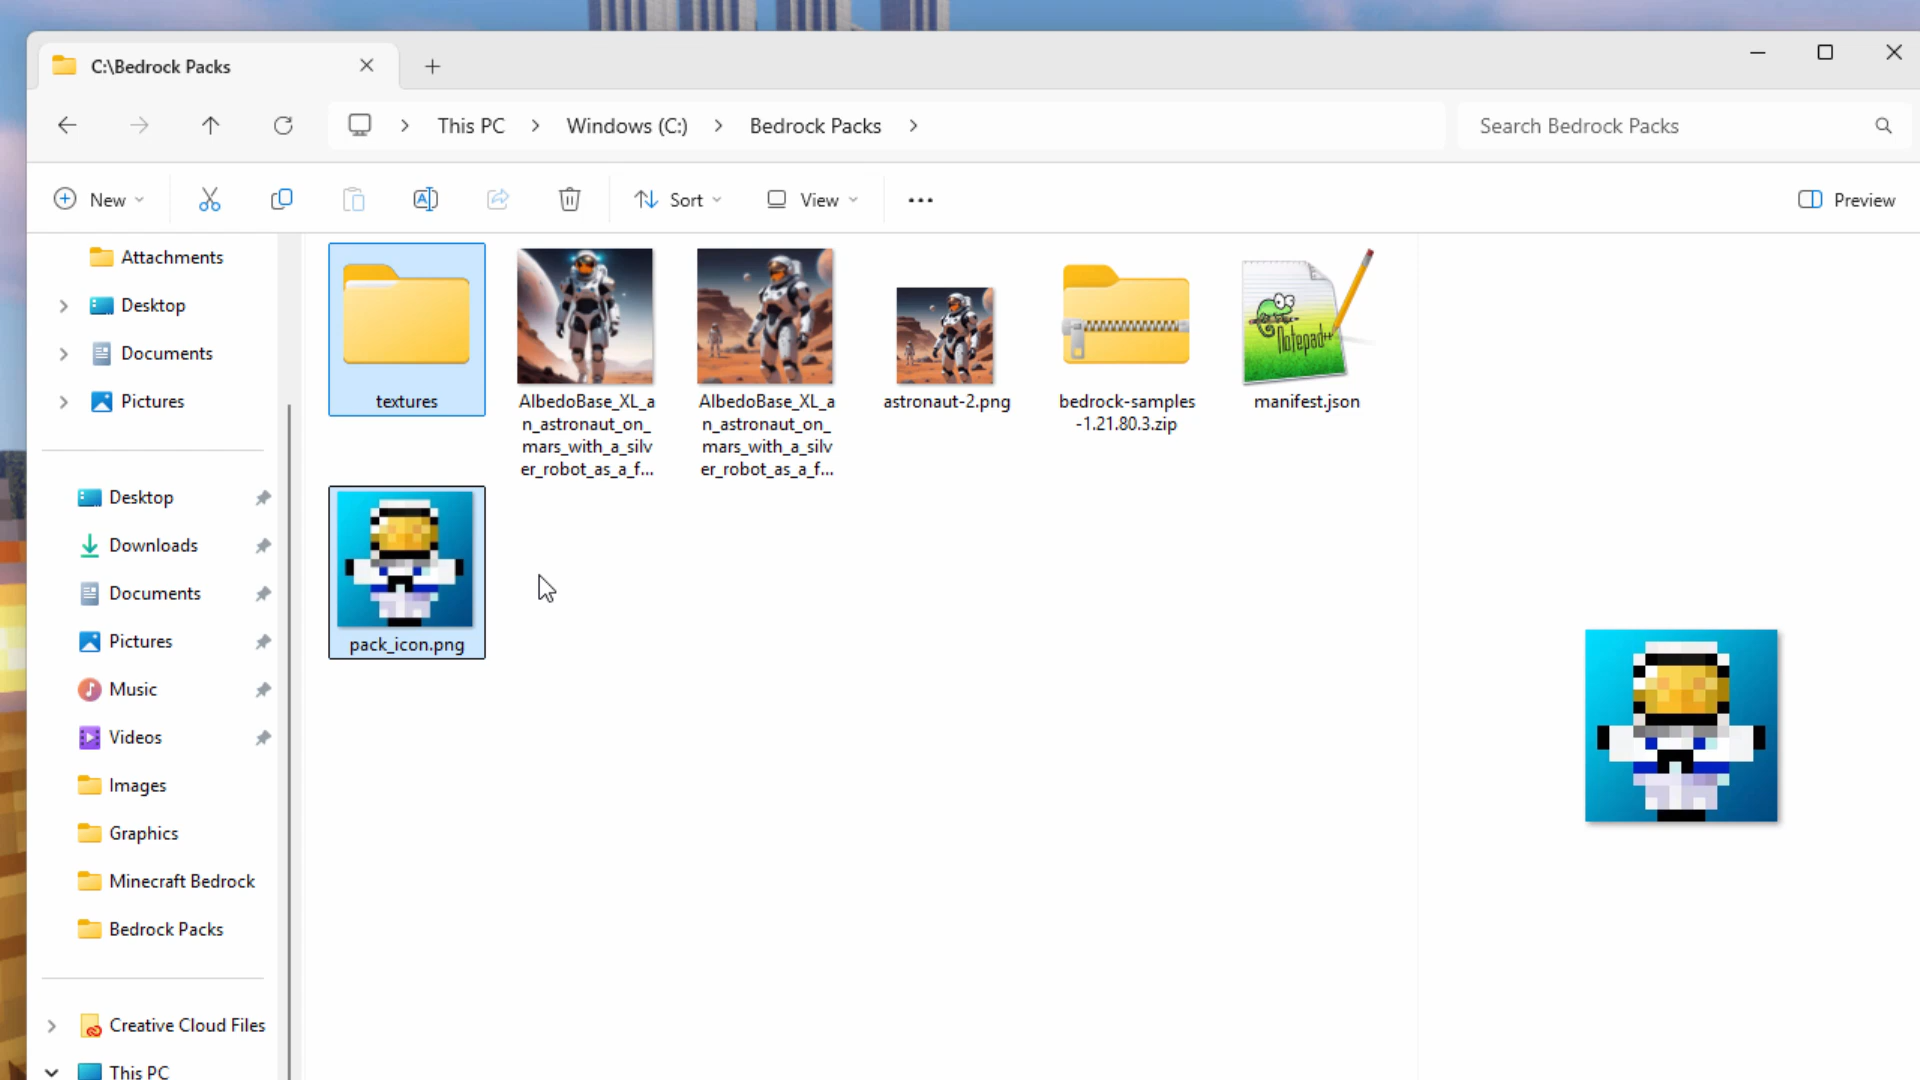 C:\Bedrock Packs
This PC
Windows (C:)
Bedrock Packs
Search Bedrock Packs
New
Sort
View
Preview
Attachments
Desktop
Documents
Pictures
Desktop
Downloads
Documents
Pictures
Music
Videos
Images
Graphics
Minecraft Bedrock
Bedrock Packs
Creative Cloud Files
This PC
textures
AlbedoBase_XL_a
n_astronaut_on_
mars_with_a_silv
er_robot_as_a_f...
AlbedoBase_XL_a
n_astronaut_on_
mars_with_a_silv
er_robot_as_a_f...
astronaut-2.png
bedrock-samples
-1.21.80.3.zip
Notepad++
manifest.json
pack_icon.png